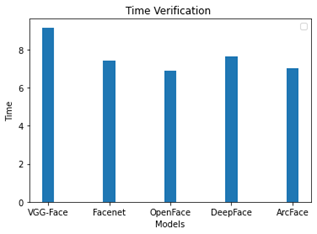 Time Verification
Time
8
6
4
2
0
VGG-Face Facenet OpenFace DeepFace ArcFace
Models